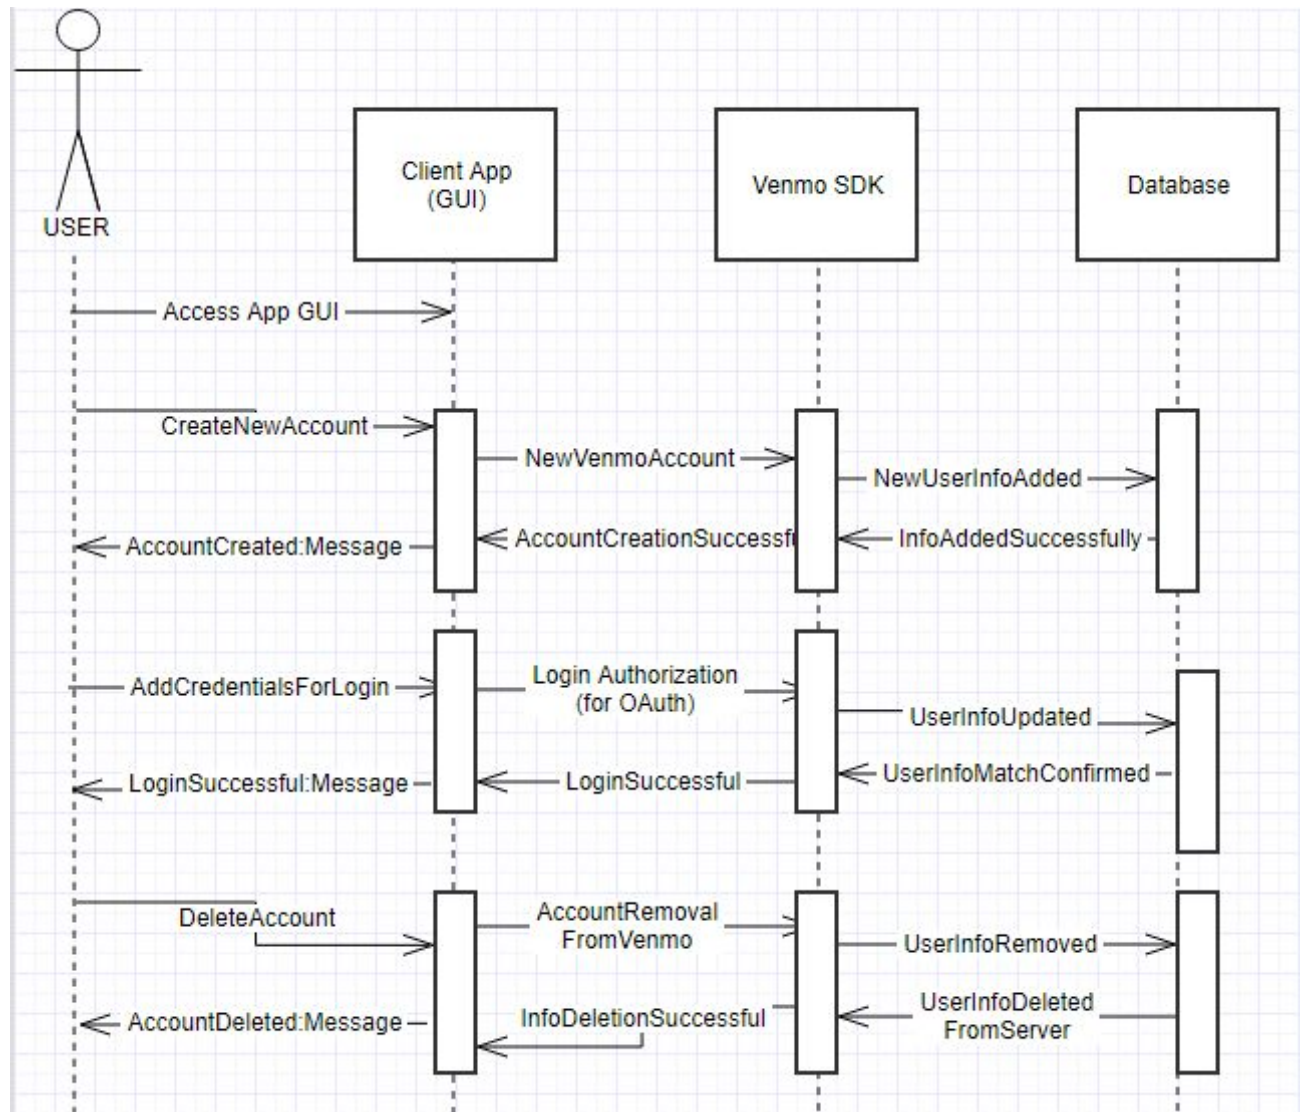 USER
Client App
(GUI)
Venmo SDK
Database
Access App GUI
CreateNewAccount
NewVenmoAccount
NewUserInfoAdded
AccountCreated:Message
AccountCreationSuccessf
InfoAddedSuccessfully
AddCredentialsForLogin
Login Authorization
(for OAuth)
UserInfoUpdated
LoginSuccessful:Message
LoginSuccessful
UserInfoMatchConfirmed
DeleteAccount
AccountRemoval
FromVenmo
UserInfoRemoved
AccountDeleted:Message
InfoDeletionSuccessful
UserInfoDeleted
FromServer